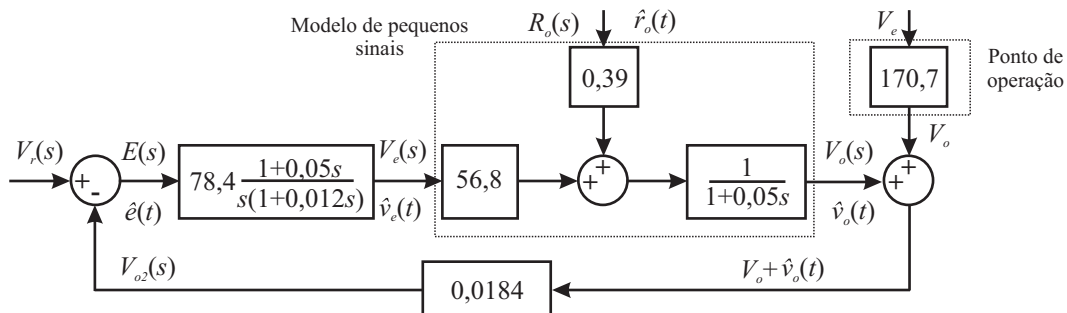 Modelo de pequenos
sinais
R_o(s)
r̂_o(t)
V_e
0,39
170,7
Ponto de
operação
V_o
V_r(s)
E(s)
V_e(s)
V_o(s)
+
-
78,4 (1+0,05s)/(s(1+0,012s))
56,8
+
+
1/(1+0,05s)
+
+
ê(t)
v̂_e(t)
v̂_o(t)
V_o2(s)
0,0184
V_o+v̂_o(t)